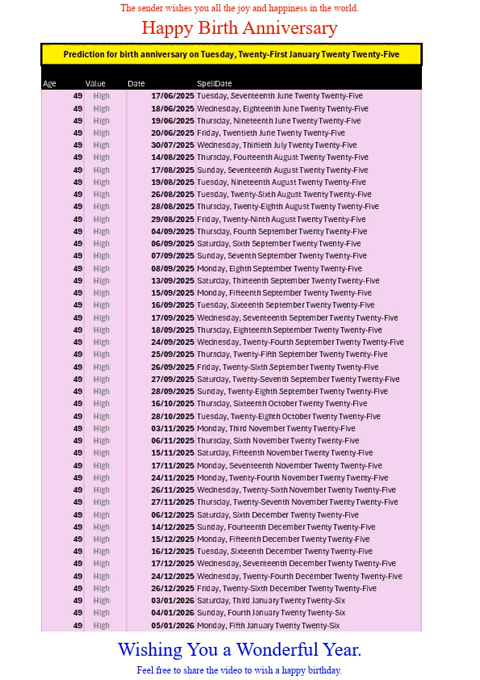 The sender wishes you all the joy and happiness in the world.
Happy Birth Anniversary
Prediction for birth anniversary on Tuesday, Twenty-First January Twenty Twenty-Five
Age Value Date SpellDate
49 High 17/06/2025 Tuesday, Seventeenth June Twenty Twenty-Five
49 High 18/06/2025 Wednesday, Eighteenth June Twenty Twenty-Five
49 High 19/06/2025 Thursday, Nineteenth June Twenty Twenty-Five
49 High 20/06/2025 Friday, Twentieth June Twenty Twenty-Five
49 High 30/07/2025 Wednesday, Thirtieth July Twenty Twenty-Five
49 High 14/08/2025 Thursday, Fourteenth August Twenty Twenty-Five
49 High 17/08/2025 Sunday, Seventeenth August Twenty Twenty-Five
49 High 19/08/2025 Tuesday, Nineteenth August Twenty Twenty-Five
49 High 26/08/2025 Tuesday, Twenty-Sixth August Twenty Twenty-Five
49 High 28/08/2025 Thursday, Twenty-Eighth August Twenty Twenty-Five
49 High 29/08/2025 Friday, Twenty-Ninth August Twenty Twenty-Five
49 High 04/09/2025 Thursday, Fourth September Twenty Twenty-Five
49 High 06/09/2025 Saturday, Sixth September Twenty Twenty-Five
49 High 07/09/2025 Sunday, Seventh September Twenty Twenty-Five
49 High 08/09/2025 Monday, Eighth September Twenty Twenty-Five
49 High 13/09/2025 Saturday, Thirteenth September Twenty Twenty-Five
49 High 15/09/2025 Monday, Fifteenth September Twenty Twenty-Five
49 High 16/09/2025 Tuesday, Sixteenth September Twenty Twenty-Five
49 High 17/09/2025 Wednesday, Seventeenth September Twenty Twenty-Five
49 High 18/09/2025 Thursday, Eighteenth September Twenty Twenty-Five
49 High 24/09/2025 Wednesday, Twenty-Fourth September Twenty Twenty-Five
49 High 25/09/2025 Thursday, Twenty-Fifth September Twenty Twenty-Five
49 High 26/09/2025 Friday, Twenty-Sixth September Twenty Twenty-Five
49 High 27/09/2025 Saturday, Twenty-Seventh September Twenty Twenty-Five
49 High 28/09/2025 Sunday, Twenty-Eighth September Twenty Twenty-Five
49 High 16/10/2025 Thursday, Sixteenth October Twenty Twenty-Five
49 High 28/10/2025 Tuesday, Twenty-Eighth October Twenty Twenty-Five
49 High 03/11/2025 Monday, Third November Twenty Twenty-Five
49 High 06/11/2025 Thursday, Sixth November Twenty Twenty-Five
49 High 15/11/2025 Saturday, Fifteenth November Twenty Twenty-Five
49 High 17/11/2025 Monday, Seventeenth November Twenty Twenty-Five
49 High 24/11/2025 Monday, Twenty-Fourth November Twenty Twenty-Five
49 High 26/11/2025 Wednesday, Twenty-Sixth November Twenty Twenty-Five
49 High 27/11/2025 Thursday, Twenty-Seventh November Twenty Twenty-Five
49 High 06/12/2025 Saturday, Sixth December Twenty Twenty-Five
49 High 14/12/2025 Sunday, Fourteenth December Twenty Twenty-Five
49 High 15/12/2025 Monday, Fifteenth December Twenty Twenty-Five
49 High 16/12/2025 Tuesday, Sixteenth December Twenty Twenty-Five
49 High 17/12/2025 Wednesday, Seventeenth December Twenty Twenty-Five
49 High 24/12/2025 Wednesday, Twenty-Fourth December Twenty Twenty-Five
49 High 26/12/2025 Friday, Twenty-Sixth December Twenty Twenty-Five
49 High 03/01/2026 Saturday, Third January Twenty Twenty-Six
49 High 04/01/2026 Sunday, Fourth January Twenty Twenty-Six
49 High 05/01/2026 Monday, Fifth January Twenty Twenty-Six
Wishing You a Wonderful Year.
Feel free to share the video to wish a happy birthday.